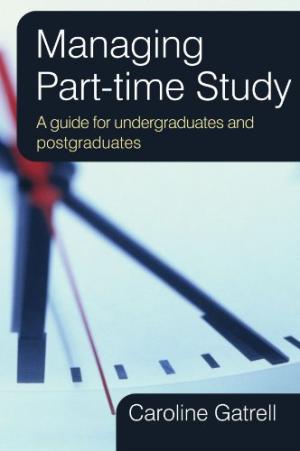 Managing
Part-time Study
A guide for undergraduates and
postgraduates
Caroline Gatrell